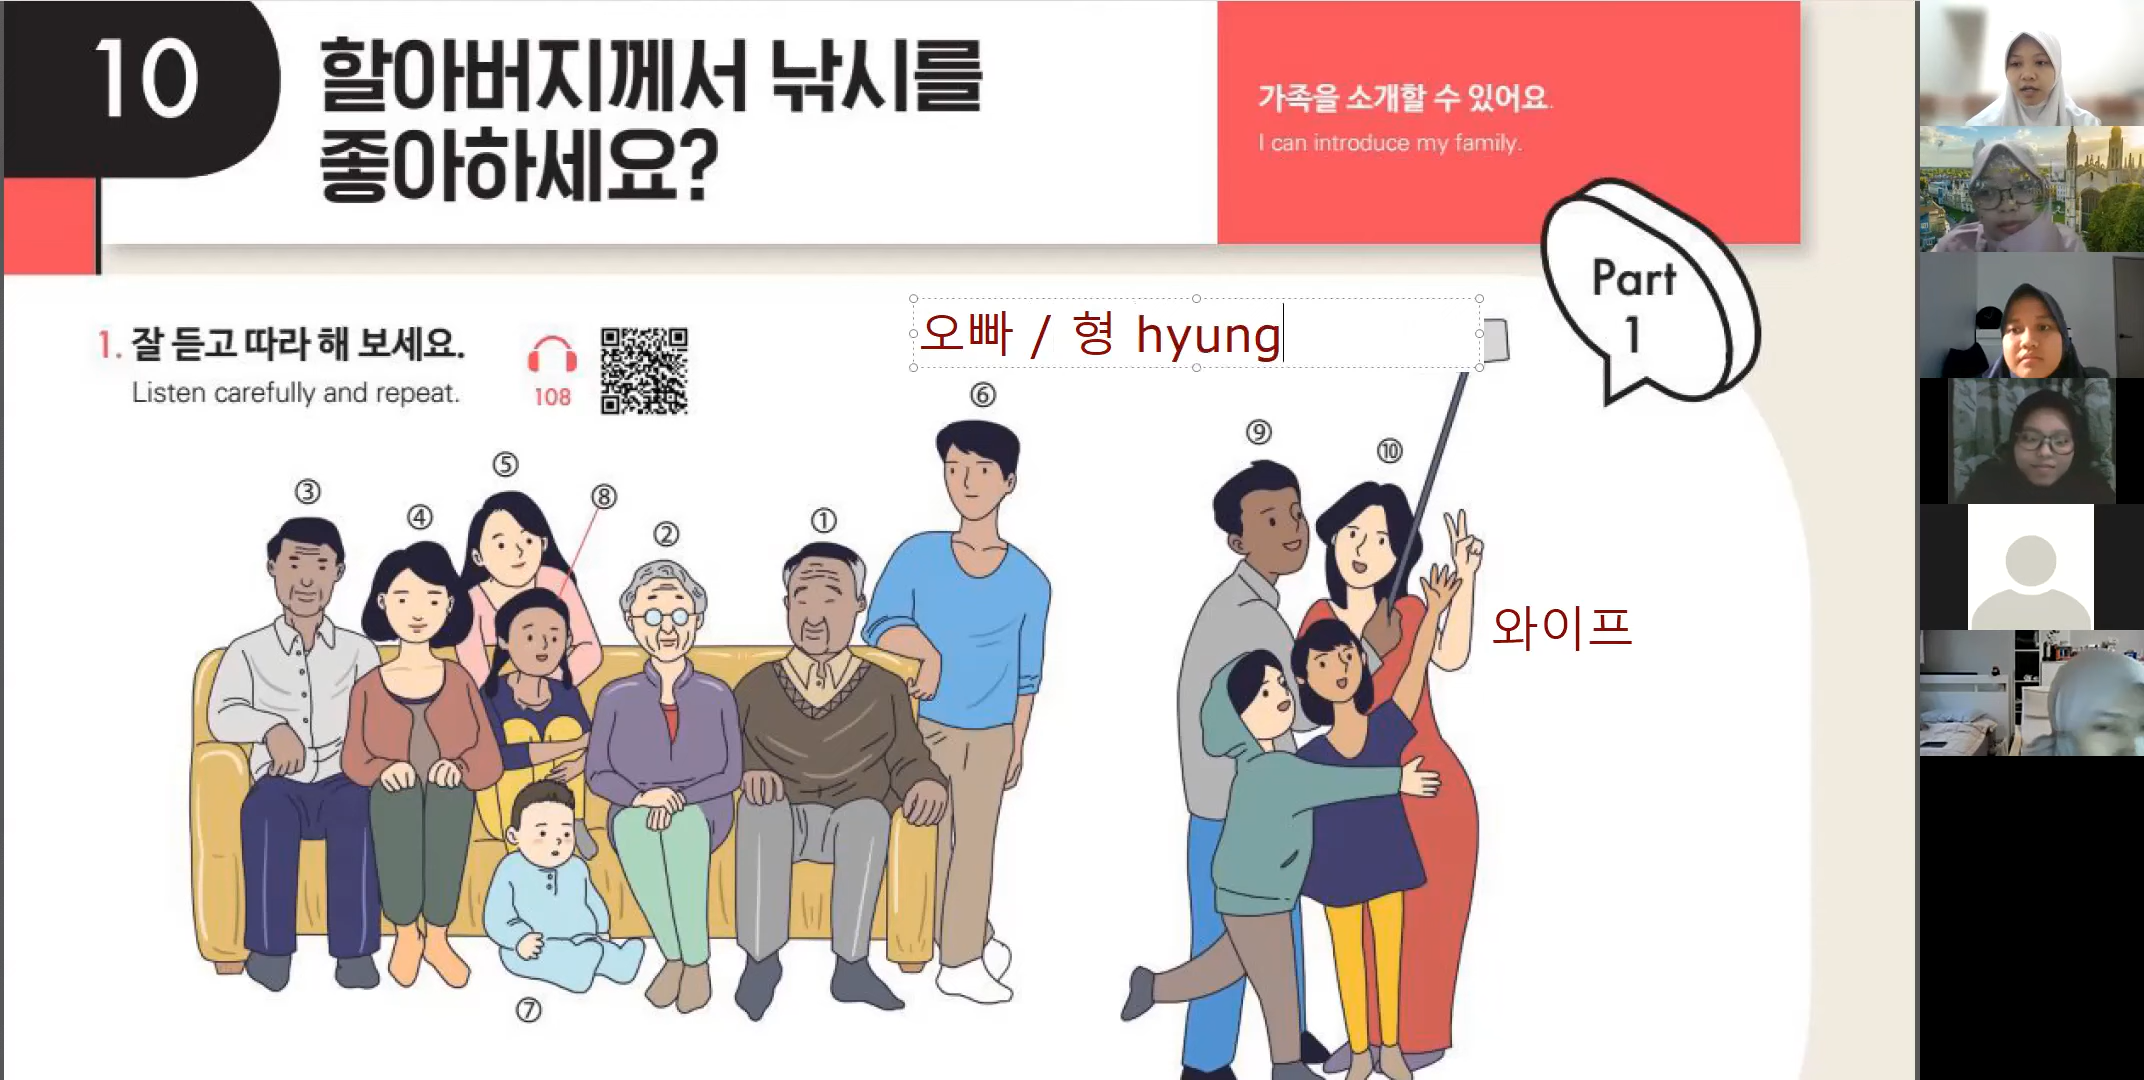 10
할아버지께서 낚시를
좋아하세요?
가족을 소개할 수 있어요.
I can introduce my family.
Part
1
1. 잘 듣고 따라 해 보세요.
Listen carefully and repeat.
108
오빠 / 형 hyung
⑥
⑨
⑩
⑤
③
⑧
④
①
②
와이프
⑦